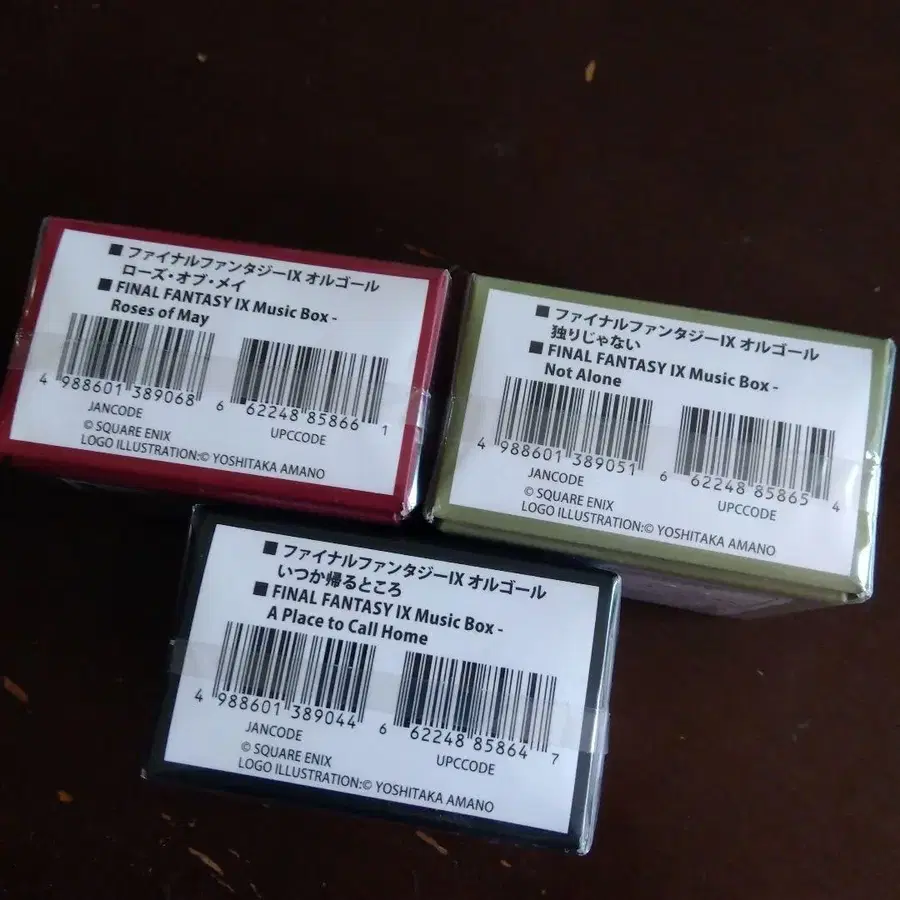 ■ ファイナルファンタジーIX オルゴール
ローズ・オブ・メイ
■ FINAL FANTASY IX Music Box -
Roses of May
4 988601 389068
6 62248 85866 1
JANCODE
UPCCODE
© SQUARE ENIX
LOGO ILLUSTRATION:© YOSHITAKA AMANO
■ ファイナルファンタジーIX オルゴール
独りじゃない
■ FINAL FANTASY IX Music Box -
Not Alone
4 988601 389051
6 62248 85865 4
JANCODE
UPCCODE
© SQUARE ENIX
LOGO ILLUSTRATION:© YOSHITAKA AMANO
■ ファイナルファンタジーIX オルゴール
いつか帰るところ
■ FINAL FANTASY IX Music Box -
A Place to Call Home
4 988601 389044
6 62248 85864 7
JANCODE
UPCCODE
© SQUARE ENIX
LOGO ILLUSTRATION:© YOSHITAKA AMANO